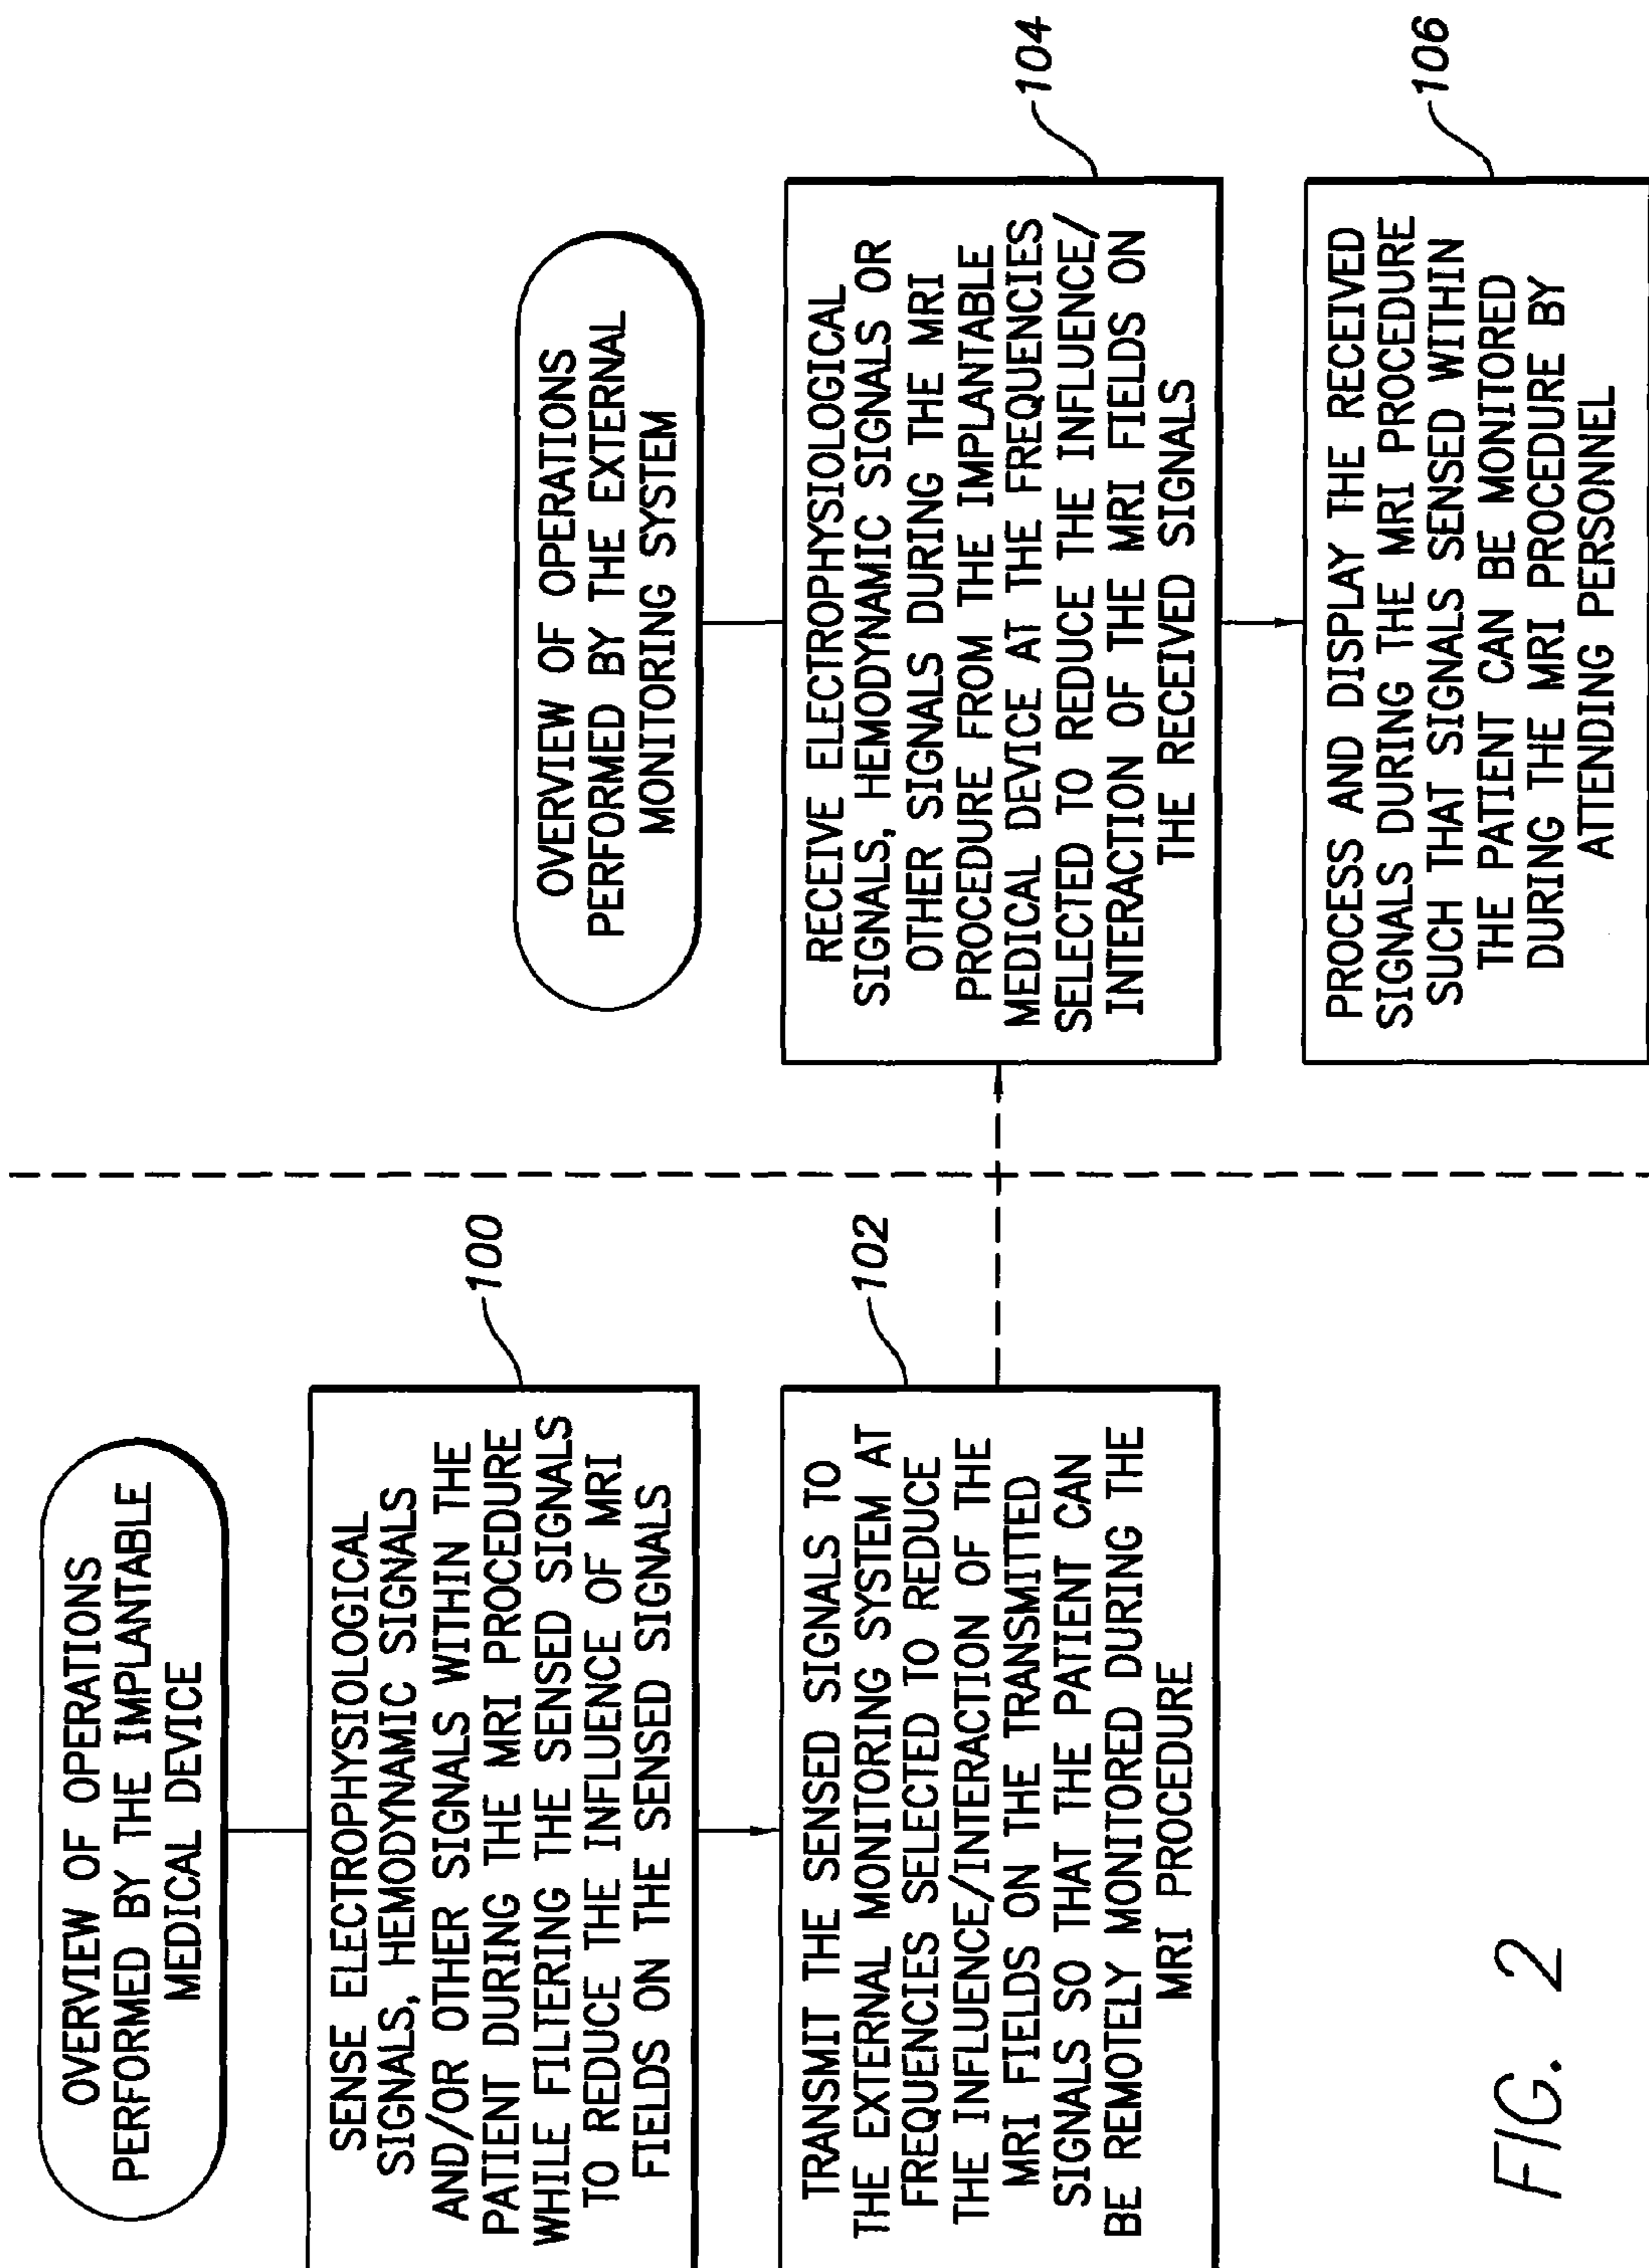 OVERVIEW OF OPERATIONS
PERFORMED BY THE IMPLANTABLE
MEDICAL DEVICE
SENSE ELECTROPHYSIOLOGICAL
SIGNALS, HEMODYNAMIC SIGNALS
AND/OR OTHER SIGNALS WITHIN THE
PATIENT DURING THE MRI PROCEDURE
WHILE FILTERING THE SENSED SIGNALS
TO REDUCE THE INFLUENCE OF MRI
FIELDS ON THE SENSED SIGNALS
100
TRANSMIT THE SENSED SIGNALS TO
THE EXTERNAL MONITORING SYSTEM AT
FREQUENCIES SELECTED TO REDUCE
THE INFLUENCE/INTERACTION OF THE
MRI FIELDS ON THE TRANSMITTED
SIGNALS SO THAT THE PATIENT CAN
BE REMOTELY MONITORED DURING THE
MRI PROCEDURE
102
OVERVIEW OF OPERATIONS
PERFORMED BY THE EXTERNAL
MONITORING SYSTEM
RECEIVE ELECTROPHYSIOLOGICAL
SIGNALS, HEMODYNAMIC SIGNALS OR
OTHER SIGNALS DURING THE MRI
PROCEDURE FROM THE IMPLANTABLE
MEDICAL DEVICE AT THE FREQUENCIES
SELECTED TO REDUCE THE INFLUENCE/
INTERACTION OF THE MRI FIELDS ON
THE RECEIVED SIGNALS
104
PROCESS AND DISPLAY THE RECEIVED
SIGNALS DURING THE MRI PROCEDURE
SUCH THAT SIGNALS SENSED WITHIN
THE PATIENT CAN BE MONITORED
DURING THE MRI PROCEDURE BY
ATTENDING PERSONNEL
106
FIG. 2